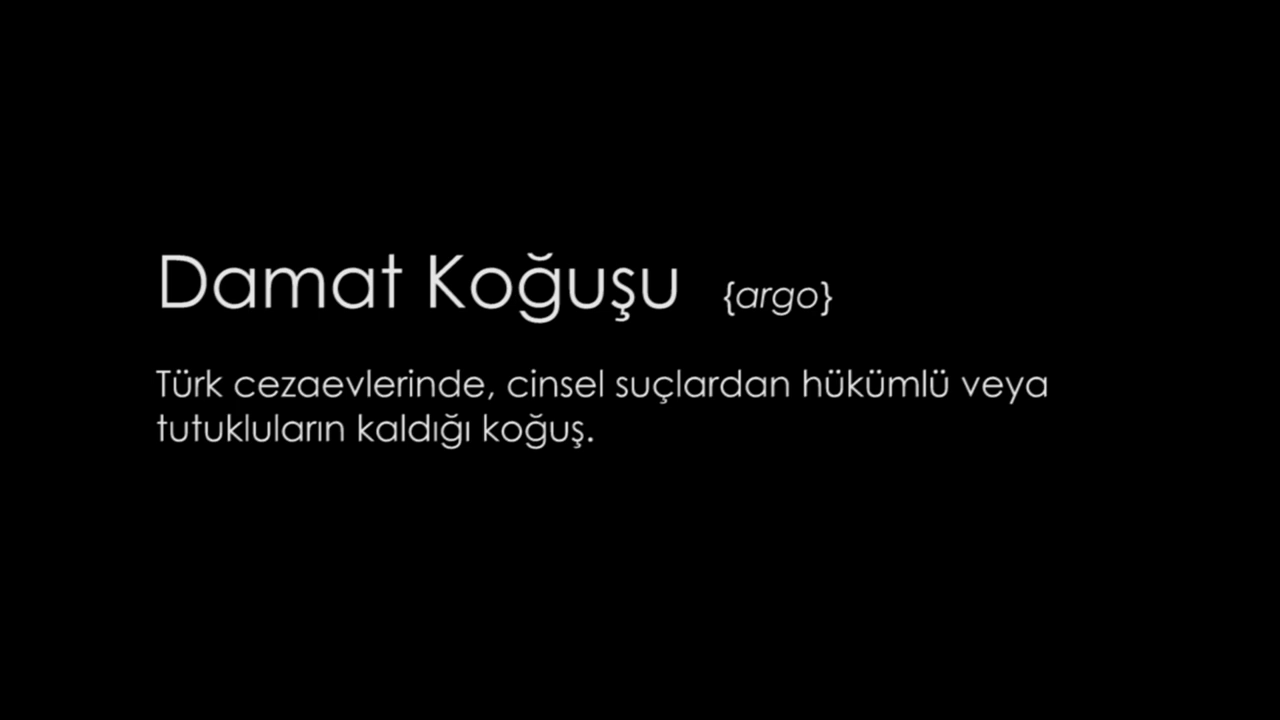 Damat Koğuşu {argo}
Türk cezaevlerinde, cinsel suçlardan hükümlü veya
tutukluların kaldığı koğuş.